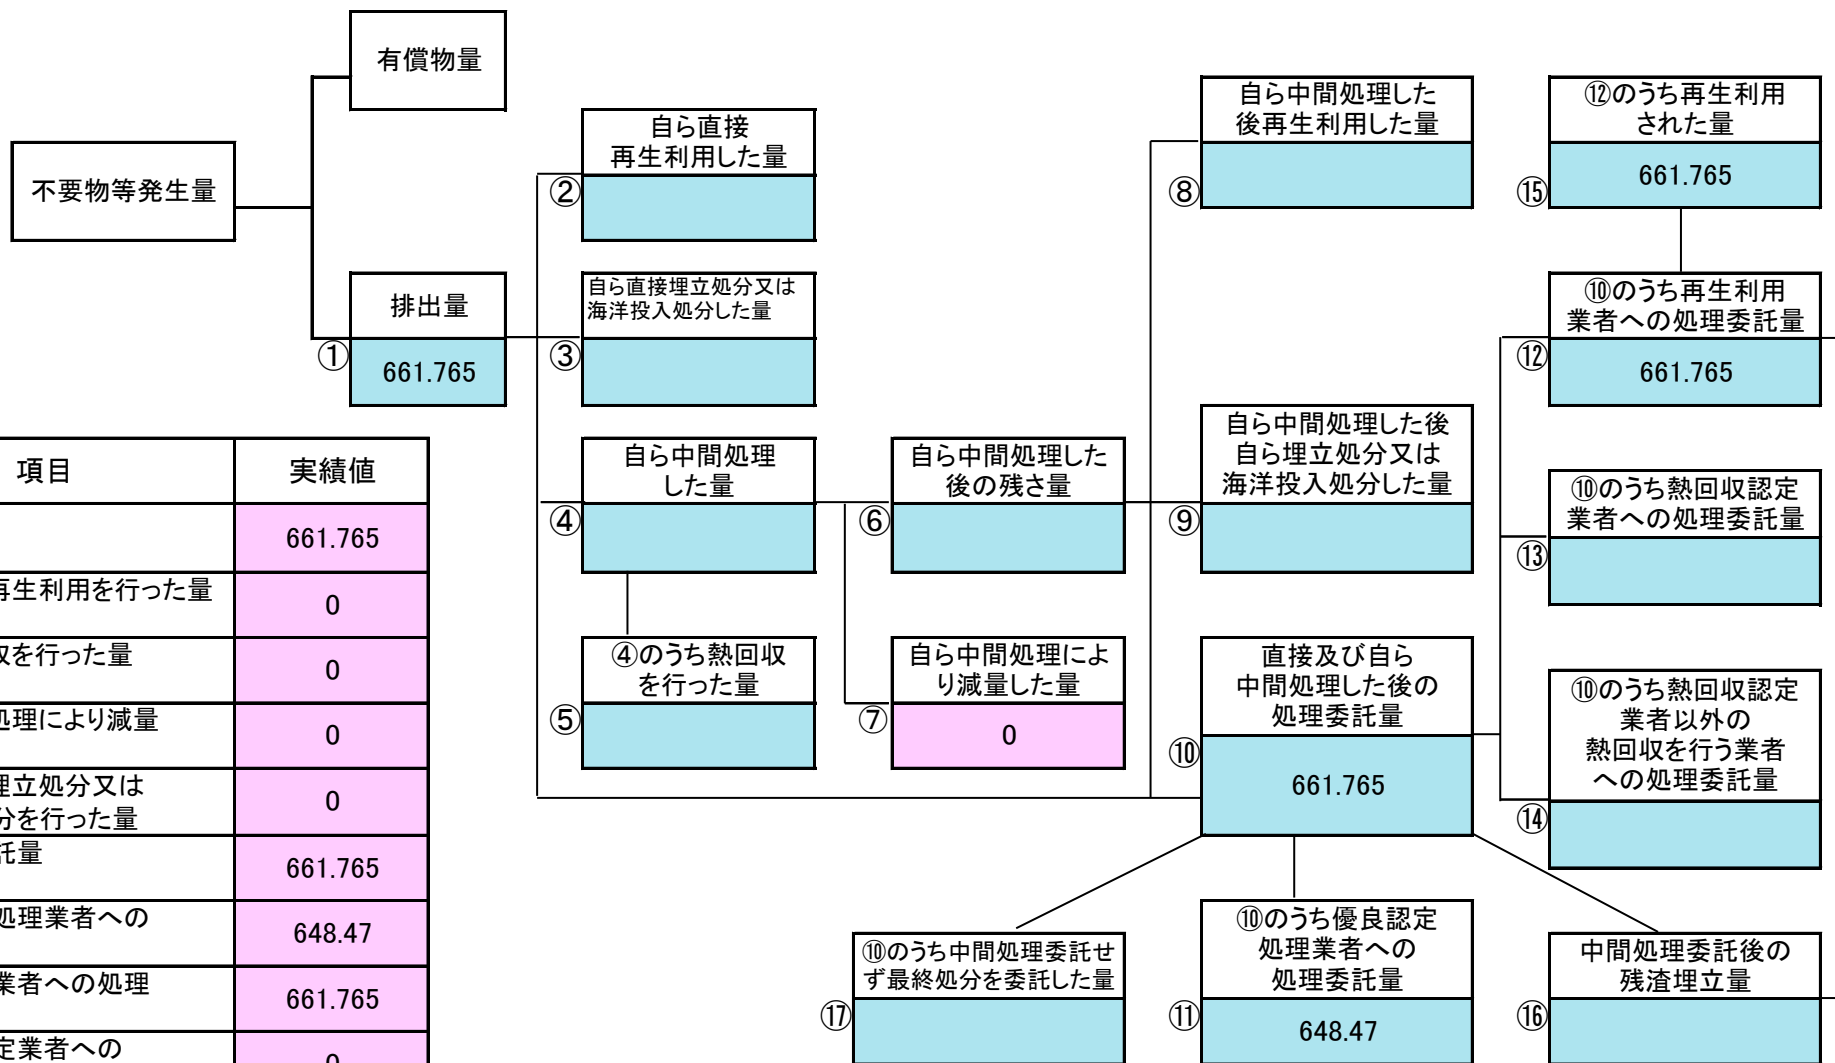 有償物量
不要物等発生量
排出量
①
661.765
自ら直接
再生利用した量
②
自ら直接埋立処分又は
海洋投入処分した量
③
自ら中間処理
した量
④
④のうち熱回収
を行った量
⑤
自ら中間処理した
後の残さ量
⑥
自ら中間処理によ
り減量した量
⑦
0
自ら中間処理した
後再生利用した量
⑧
自ら中間処理した後
自ら埋立処分又は
海洋投入処分した量
⑨
直接及び自ら
中間処理した後の
処理委託量
⑩
661.765
⑫のうち再生利用
された量
⑮
661.765
⑩のうち再生利用
業者への処理委託量
⑫
661.765
⑩のうち熱回収認定
業者への処理委託量
⑬
⑩のうち熱回収認定
業者以外の
熱回収を行う業者
への処理委託量
⑭
⑩のうち中間処理委託せ
ず最終処分を委託した量
⑰
⑩のうち優良認定
処理業者への
処理委託量
⑪
648.47
中間処理委託後の
残渣埋立量
⑯
項目
実績値
661.765
再生利用を行った量
0
を行った量
0
処理により減量
0
埋立処分又は
を行った量
0
託量
661.765
処理業者への
648.47
業者への処理
661.765
定業者への
0